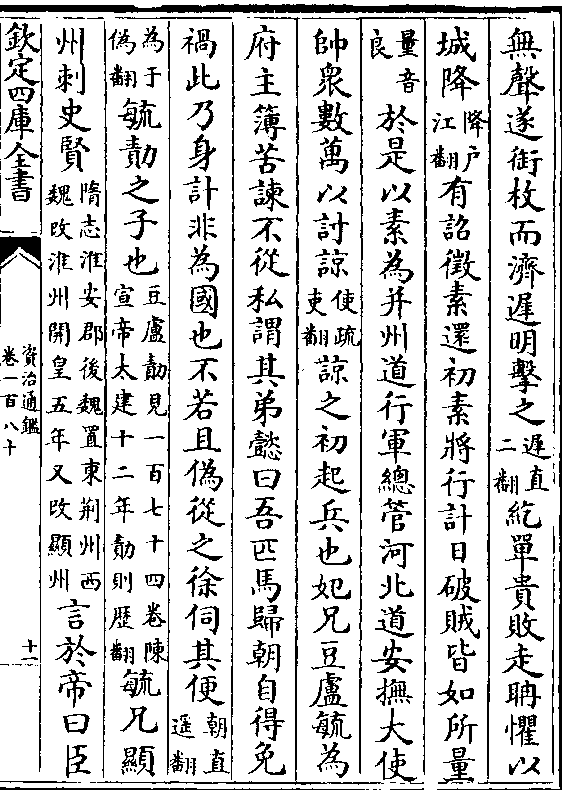 無聲遂銜枚而濟遲明擊之遲直二翻紇單貴敗走聃懼以
城降降户江翻有詔徵素還初素將行計日破賊皆如所量
量音良於是以素為并州道行軍總管河北道安撫大使
帥衆數萬以討諒使疏吏翻諒之初起兵也妃兄豆盧毓為
府主簿苦諫不從私謂其弟懿曰吾匹馬歸朝自得免
禍此乃身計非為國也不若且偽從之徐伺其便朝直遥翻
為于偽翻毓勣之子也豆盧勣見一百七十四卷陳宣帝太建十二年勣則歴翻毓兄顯
州刺史賢隋志淮安郡後魏置東荆州西魏改淮州開皇五年又改顯州言於帝曰臣
欽定四庫全書
資治通鑑
卷一百八十
十一